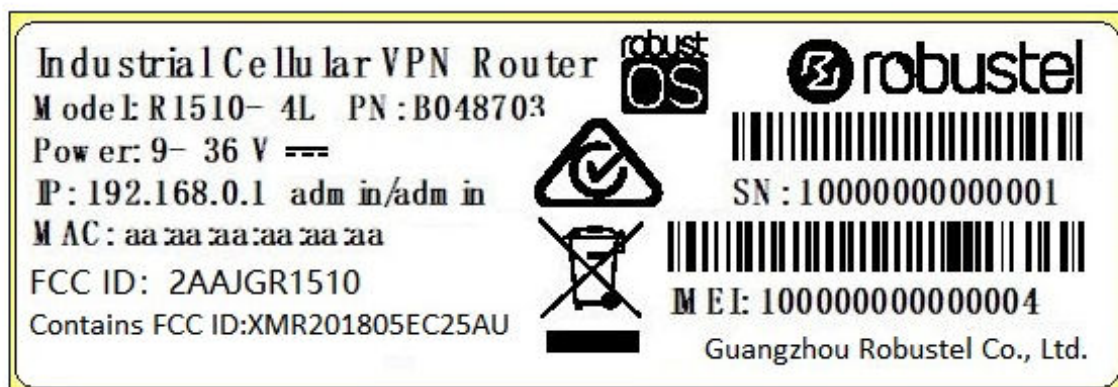 Industrial Cellular VPN Router
Model: R1510-4L PN: B048703
Power: 9-36 V
IP: 192.168.0.1 admin/admin
MAC: aa:aa:aa:aa:aa:aa
FCC ID: 2AAJGR1510
Contains FCC ID:XMR201805EC25AU
robust
OS
robustel
SN: 10000000000001
IMEI: 100000000000004
Guangzhou Robustel Co., Ltd.